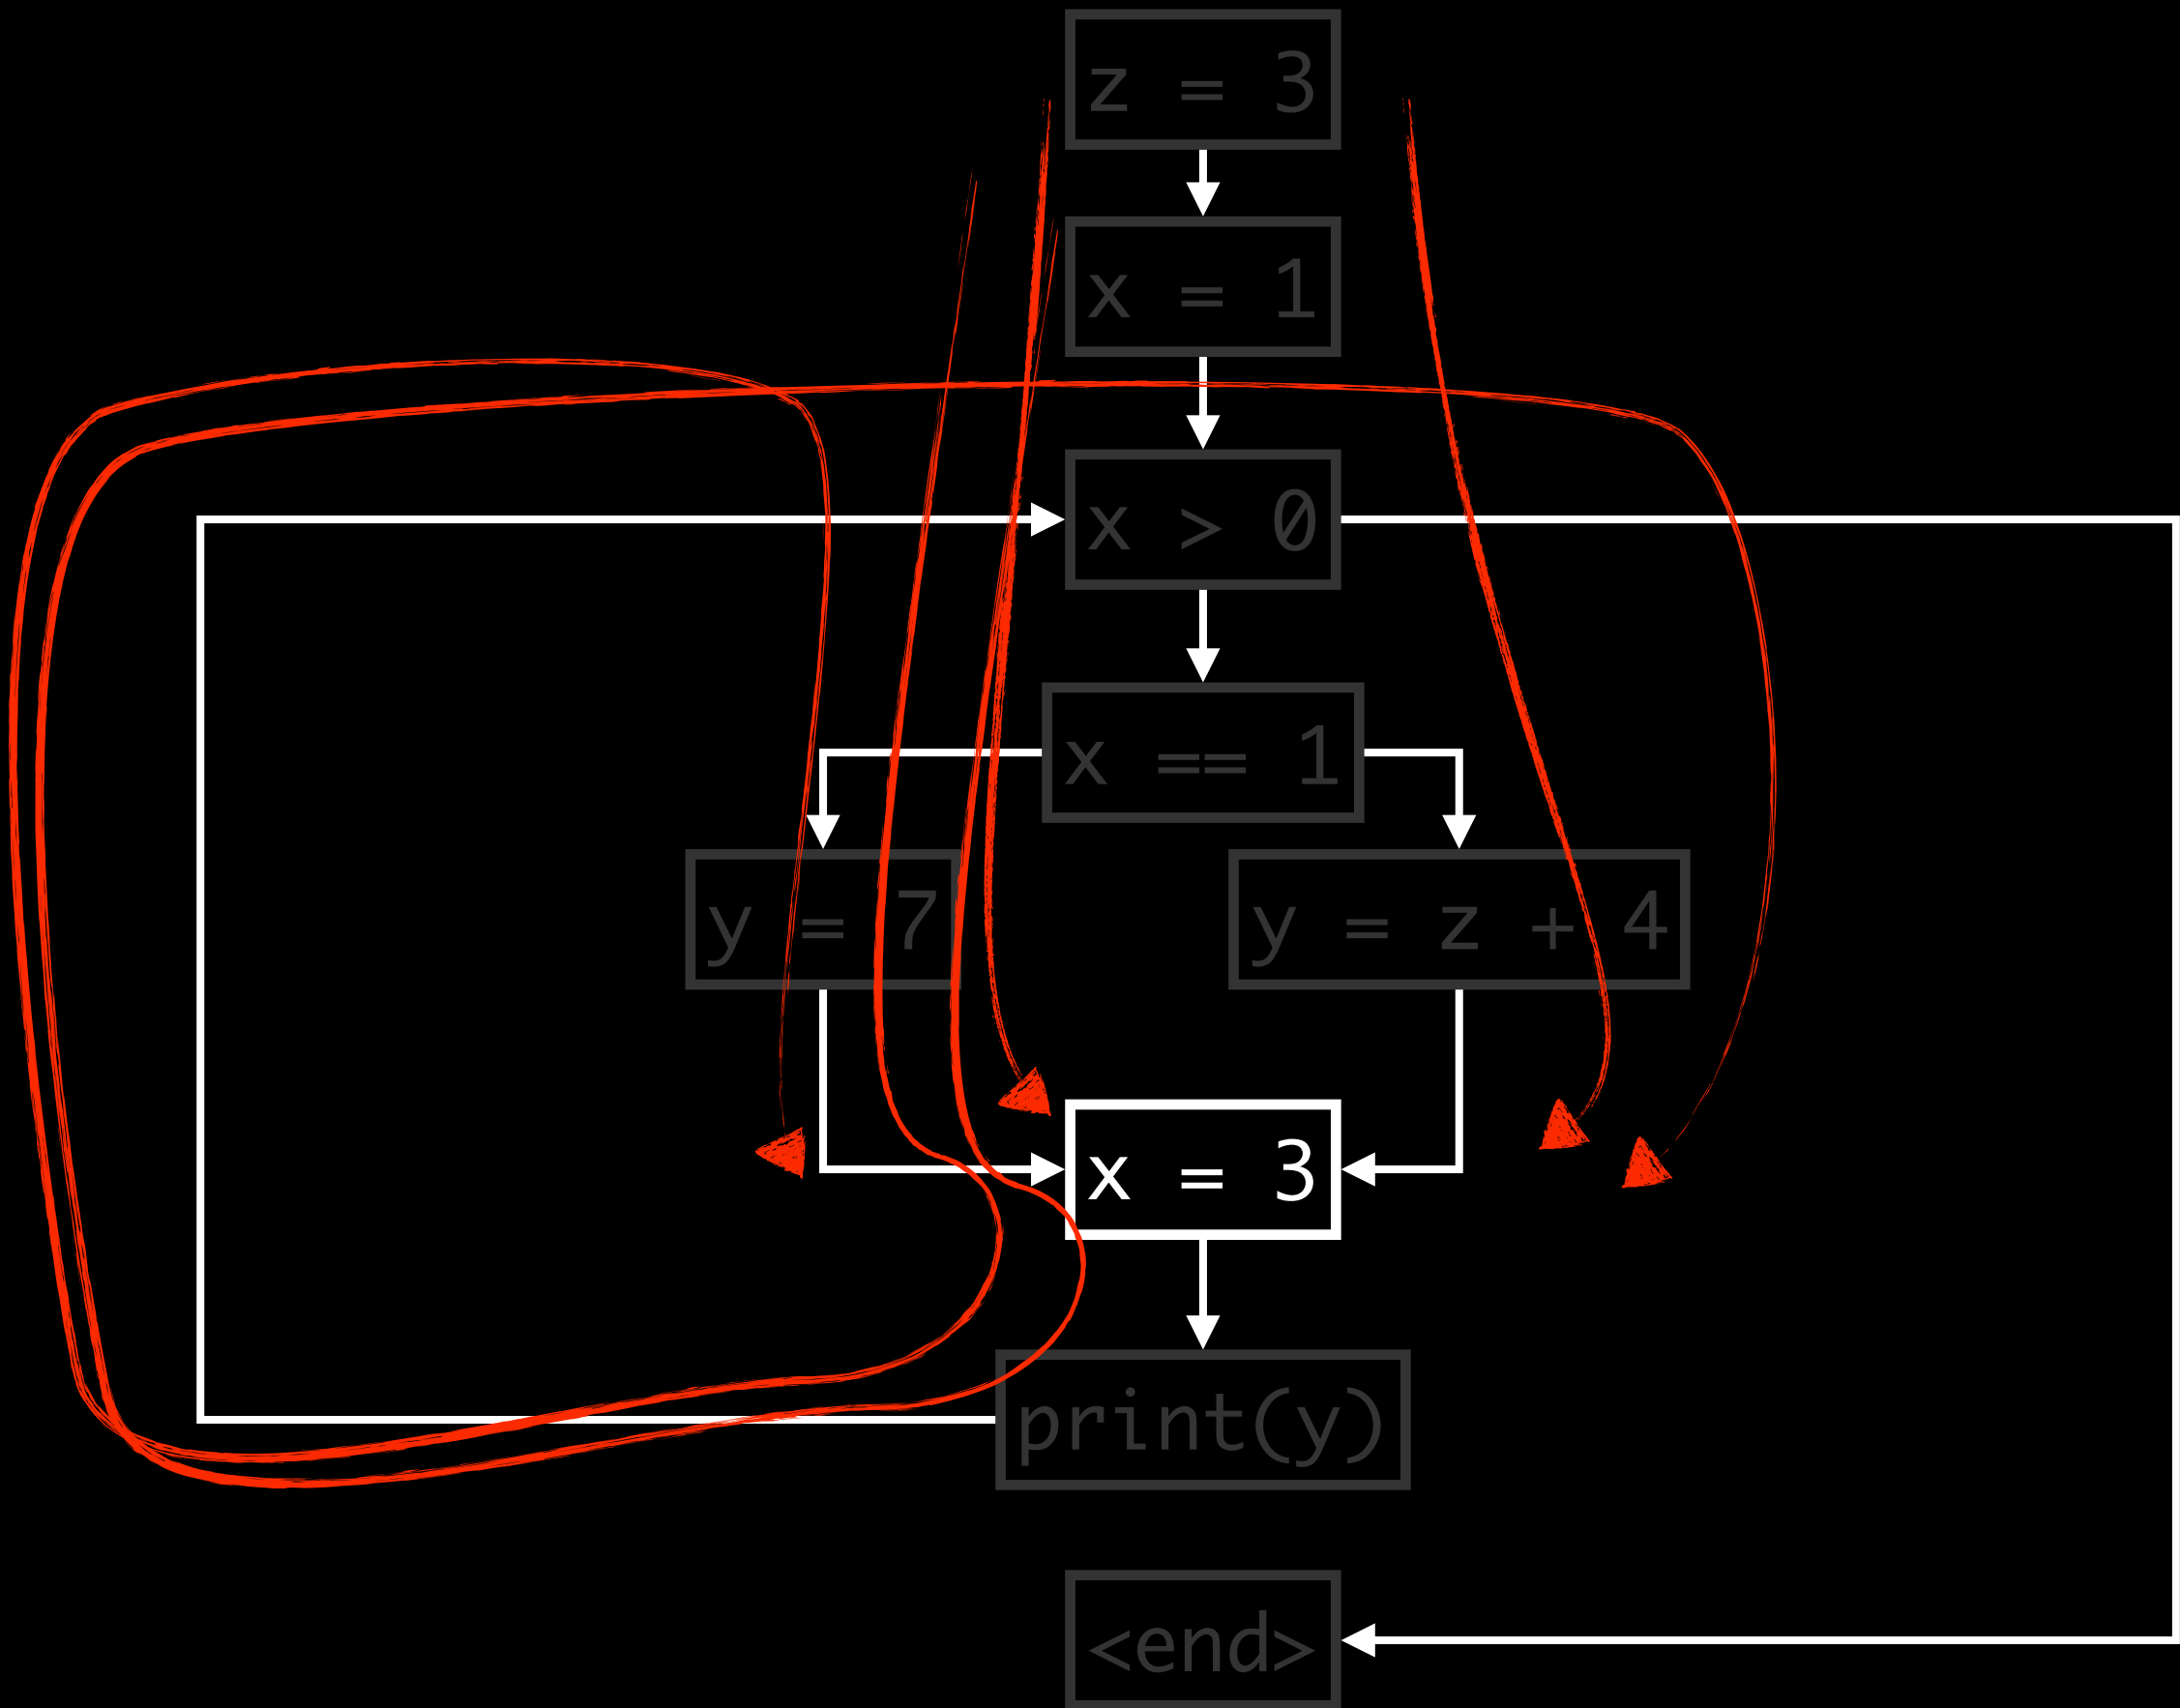 z = 3
x = 1
x > 0
x == 1
y = 7
y = z + 4
x = 3
print(y)
<end>